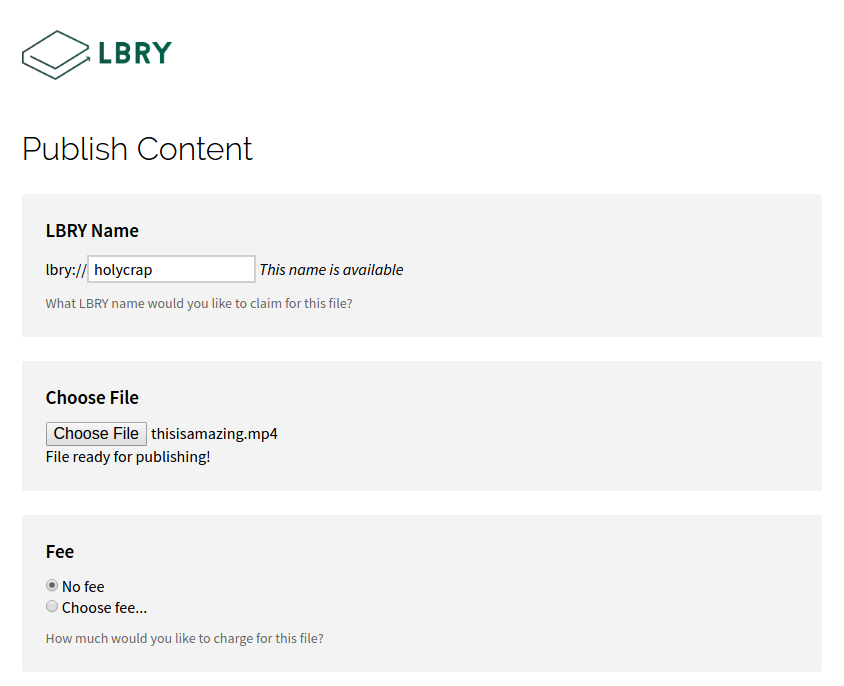 LBRY
Publish Content
LBRY Name
lbry:// holycrap This name is available
What LBRY name would you like to claim for this file?
Choose File
Choose File thisisamazing.mp4
File ready for publishing!
Fee
No fee
Choose fee...
How much would you like to charge for this file?